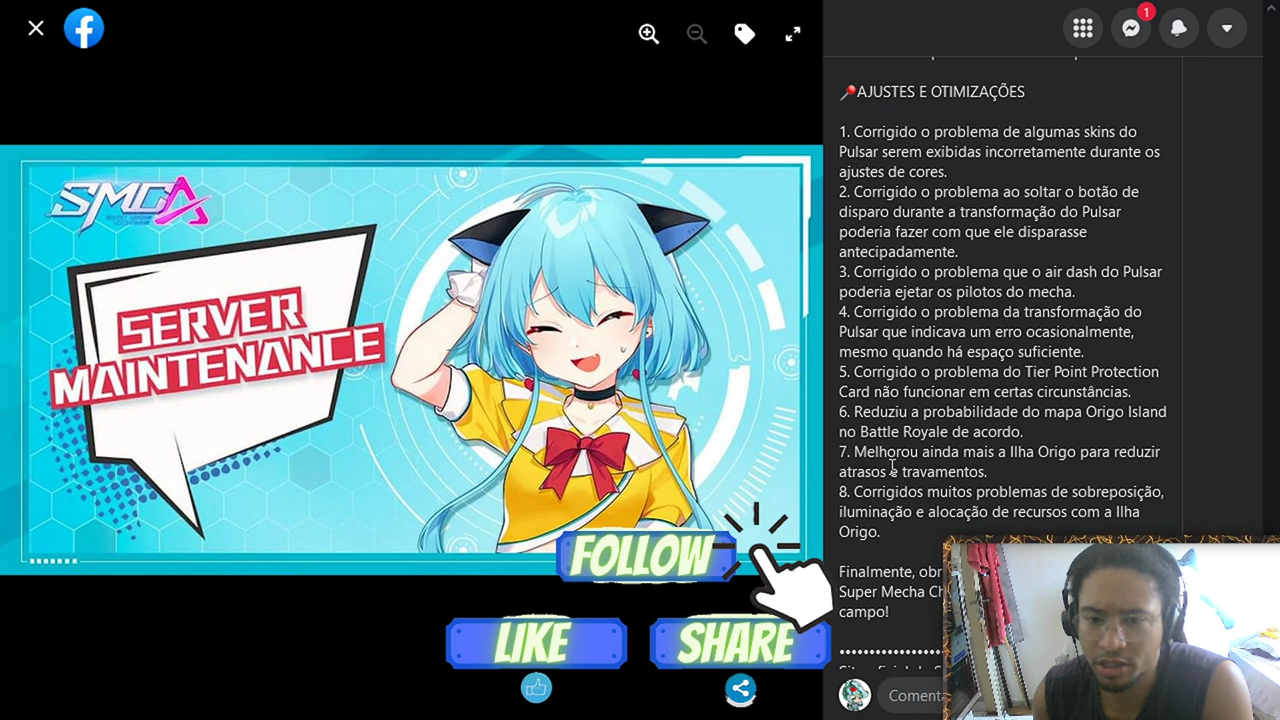 SMCA
SERVER
MAINTENANCE
FOLLOW
LIKE
SHARE
1
📍AJUSTES E OTIMIZAÇÕES
1. Corrigido o problema de algumas skins do
Pulsar serem exibidas incorretamente durante os
ajustes de cores.
2. Corrigido o problema ao soltar o botão de
disparo durante a transformação do Pulsar
poderia fazer com que ele disparasse
antecipadamente.
3. Corrigido o problema que o air dash do Pulsar
poderia ejetar os pilotos do mecha.
4. Corrigido o problema da transformação do
Pulsar que indicava um erro ocasionalmente,
mesmo quando há espaço suficiente.
5. Corrigido o problema do Tier Point Protection
Card não funcionar em certas circunstâncias.
6. Reduziu a probabilidade do mapa Origo Island
no Battle Royale de acordo.
7. Melhorou ainda mais a Ilha Origo para reduzir
atrasos e travamentos.
8. Corrigidos muitos problemas de sobreposição,
iluminação e alocação de recursos com a Ilha
Origo.
Finalmente, obr
Super Mecha Ch
campo!
Comenta